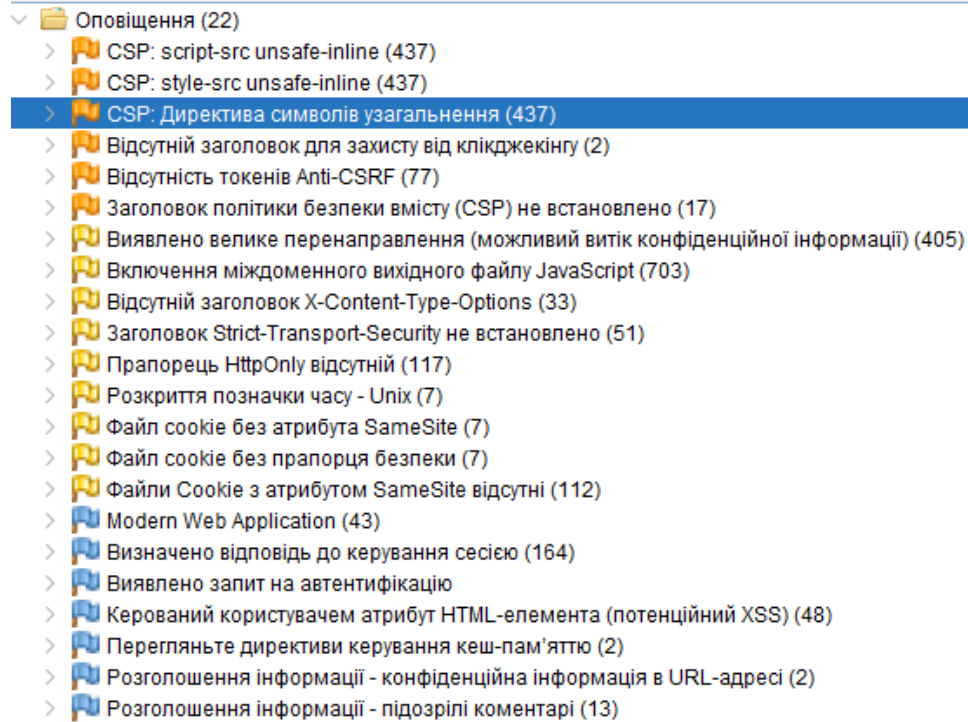 Оповіщення (22)
CSP: script-src unsafe-inline (437)
CSP: style-src unsafe-inline (437)
CSP: Директива символів узагальнення (437)
Відсутній заголовок для захисту від клікджекінгу (2)
Відсутність токенів Anti-CSRF (77)
Заголовок політики безпеки вмісту (CSP) не встановлено (17)
Виявлено велике перенаправлення (можливий витік конфіденційної інформації) (405)
Включення міждоменного вихідного файлу JavaScript (703)
Відсутній заголовок X-Content-Type-Options (33)
Заголовок Strict-Transport-Security не встановлено (51)
Прапорець HttpOnly відсутній (117)
Розкриття позначки часу - Unix (7)
Файл cookie без атрибута SameSite (7)
Файл cookie без прапорця безпеки (7)
Файли Cookie з атрибутом SameSite відсутні (112)
Modern Web Application (43)
Визначено відповідь до керування сесією (164)
Виявлено запит на автентифікацію
Керований користувачем атрибут HTML-елемента (потенційний XSS) (48)
Перегляньте директиви керування кеш-пам’яттю (2)
Розголошення інформації - конфіденційна інформація в URL-адресі (2)
Розголошення інформації - підозрілі коментарі (13)